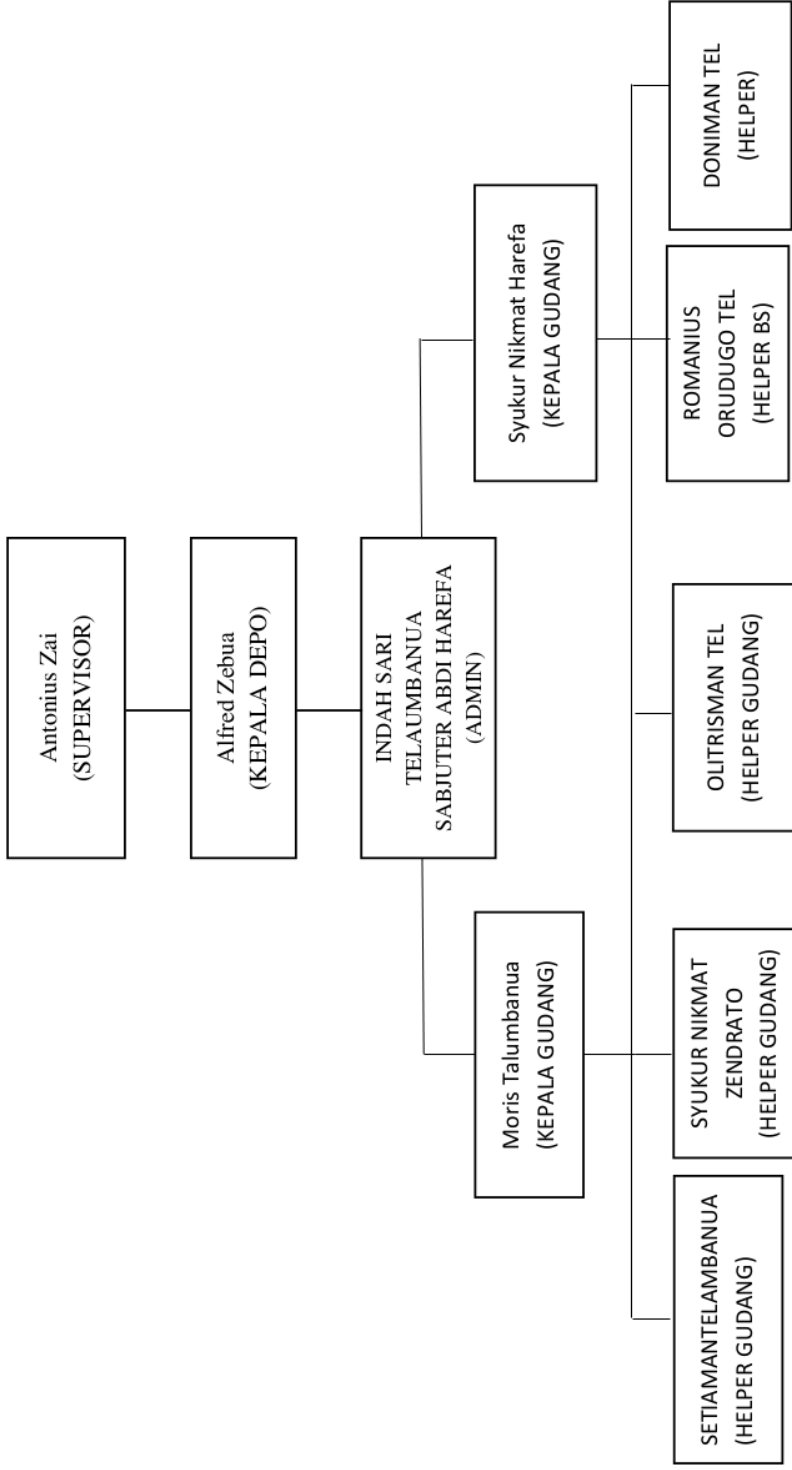 Antonius Zai
(SUPERVISOR)
Alfred Zebua
(KEPALA DEPO)
INDAH SARI
TELAUMBANUA
SABJUTER ABDI HAREFA
(ADMIN)
Moris Talumbanua
(KEPALA GUDANG)
Syukur Nikmat Harefa
(KEPALA GUDANG)
SETIAMANTELAMBANUA
(HELPER GUDANG)
SYUKUR NIKMAT
ZENDRATO
(HELPER GUDANG)
OLITRISMAN TEL
(HELPER GUDANG)
ROMANIUS
ORUDUGO TEL
(HELPER BS)
DONIMAN TEL
(HELPER)